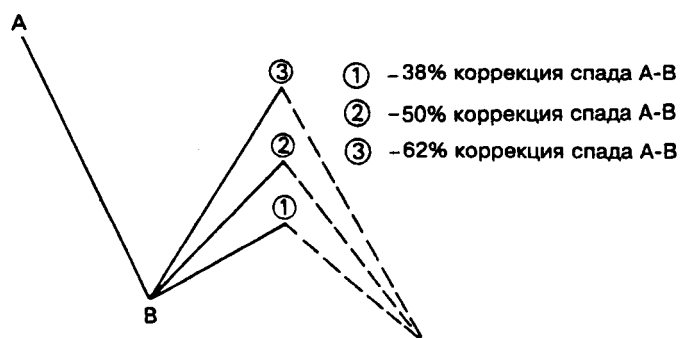 A
③ ① –38% коррекция спада А-В
② ② –50% коррекция спада А-В
① ③ –62% коррекция спада А-В
B